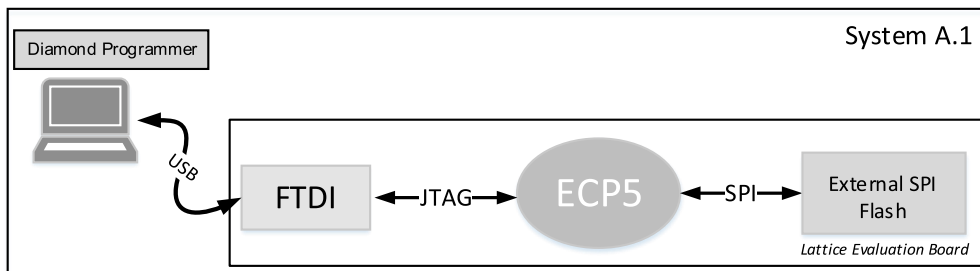 System A.1
Diamond Programmer
USB
FTDI
JTAG
ECP5
SPI
External SPI
Flash
Lattice Evaluation Board